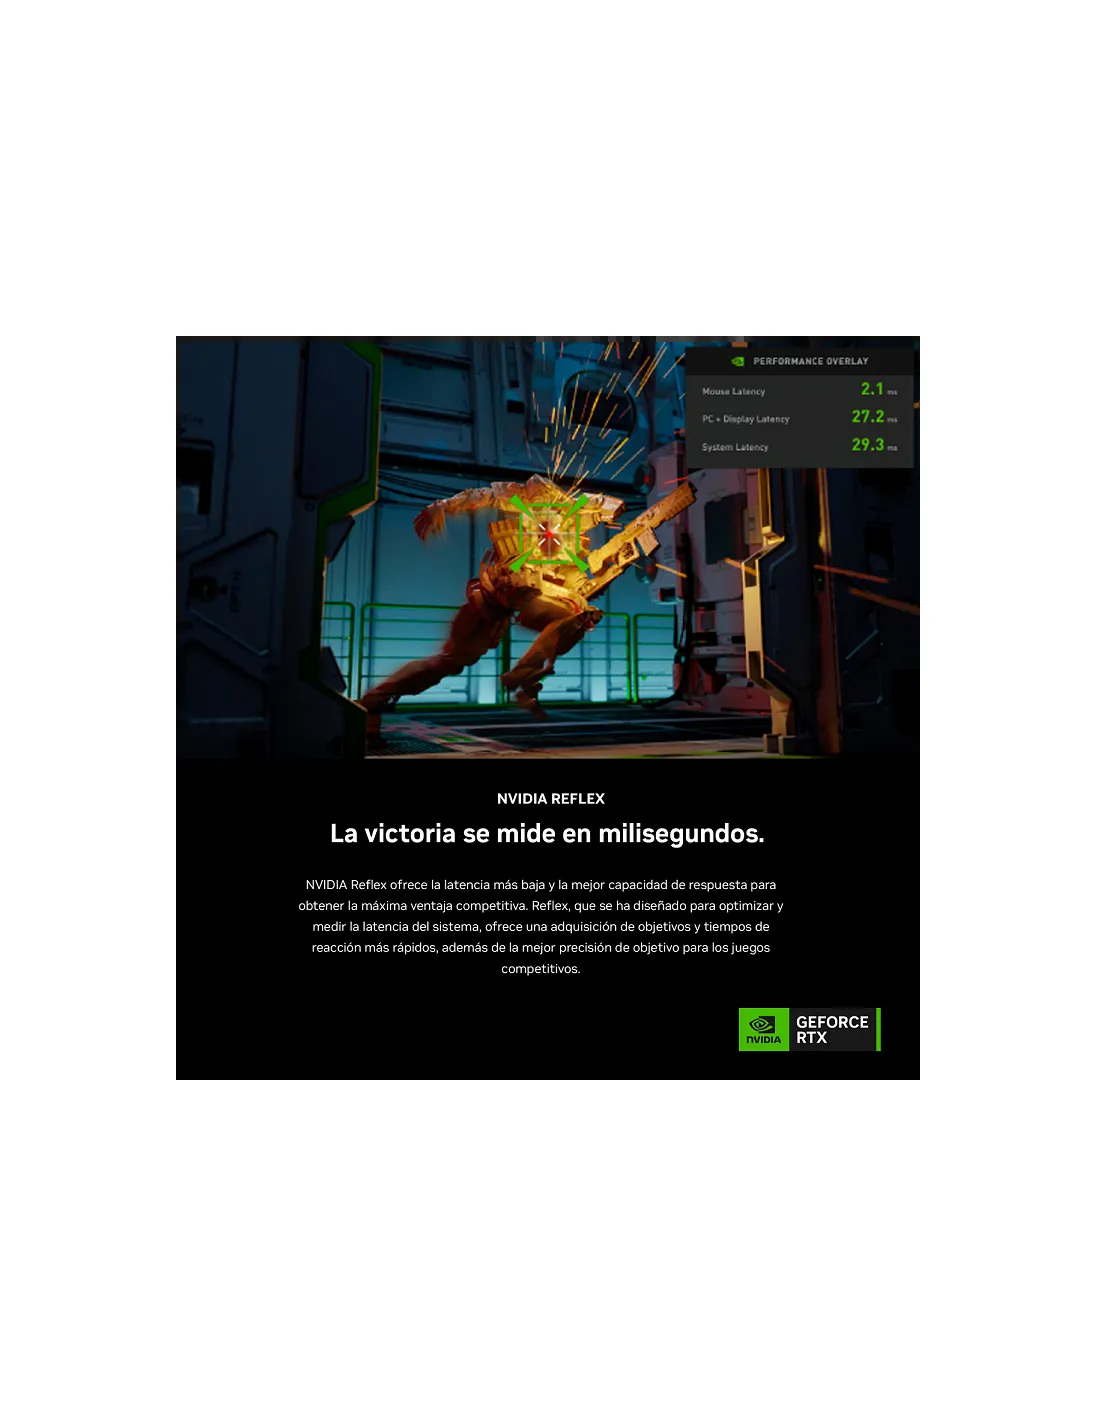 PERFORMANCE OVERLAY
Mouse Latency 2.1 ms
PC + Display Latency 27.2 ms
System Latency 29.3 ms
NVIDIA REFLEX
La victoria se mide en milisegundos.
NVIDIA Reflex ofrece la latencia más baja y la mejor capacidad de respuesta para
obtener la máxima ventaja competitiva. Reflex, que se ha diseñado para optimizar y
medir la latencia del sistema, ofrece una adquisición de objetivos y tiempos de
reacción más rápidos, además de la mejor precisión de objetivo para los juegos
competitivos.
NVIDIA
GEFORCE
RTX